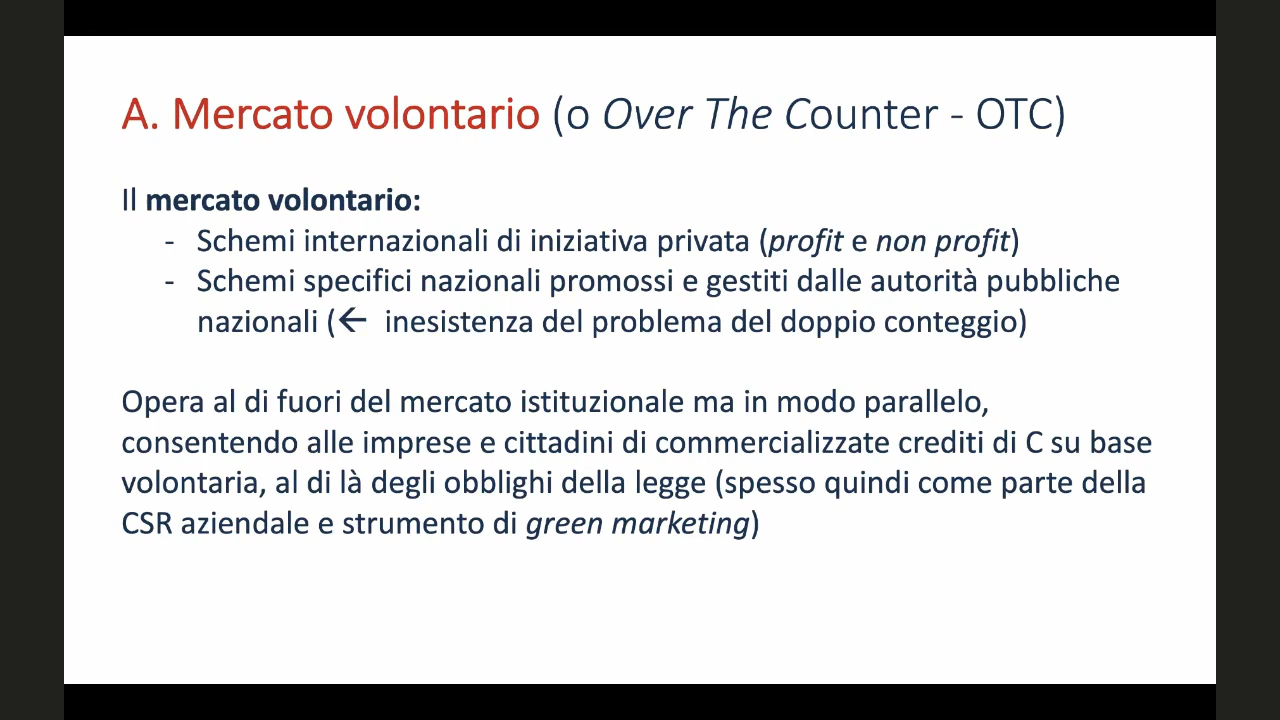 A. Mercato volontario (o Over The Counter - OTC)
Il mercato volontario:
- Schemi internazionali di iniziativa privata (profit e non profit)
- Schemi specifici nazionali promossi e gestiti dalle autorità pubbliche
nazionali (← inesistenza del problema del doppio conteggio)
Opera al di fuori del mercato istituzionale ma in modo parallelo,
consentendo alle imprese e cittadini di commercializzate crediti di C su base
volontaria, al di là degli obblighi della legge (spesso quindi come parte della
CSR aziendale e strumento di green marketing)